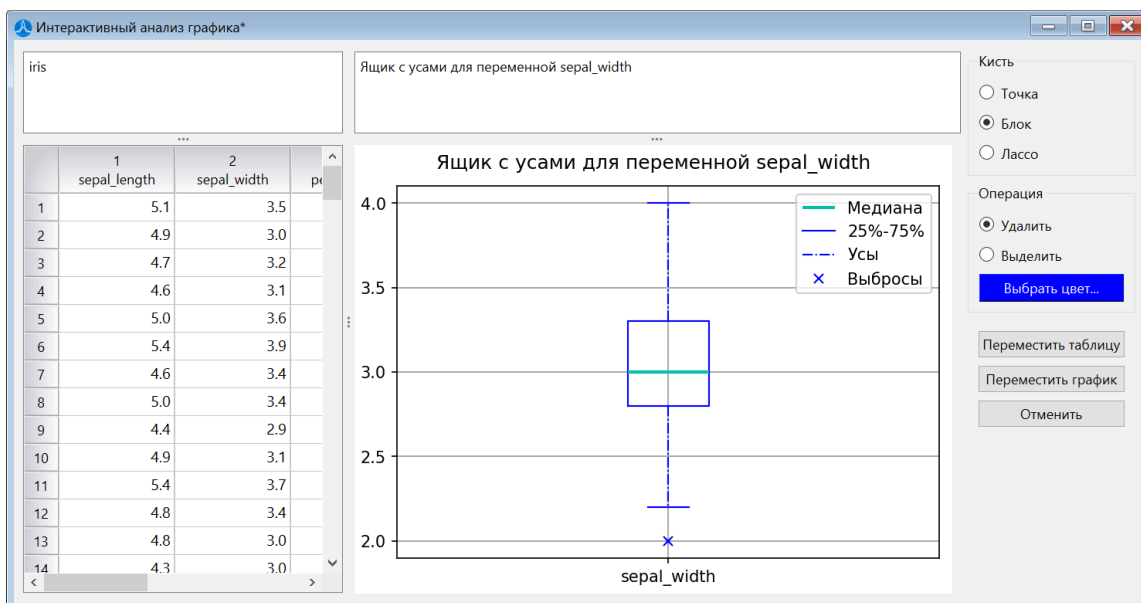 Интерактивный анализ графика*
iris
Ящик с усами для переменной sepal_width
1 2
sepal_length sepal_width
1 5.1 3.5
2 4.9 3.0
3 4.7 3.2
4 4.6 3.1
5 5.0 3.6
6 5.4 3.9
7 4.6 3.4
8 5.0 3.4
9 4.4 2.9
10 4.9 3.1
11 5.4 3.7
12 4.8 3.4
13 4.8 3.0
14 4.3 3.0
Ящик с усами для переменной sepal_width
4.0
3.5
3.0
2.5
2.0
Медиана
25%-75%
Усы
Выбросы
sepal_width
Кисть
Точка
Блок
Лассо
Операция
Удалить
Выделить
Выбрать цвет...
Переместить таблицу
Переместить график
Отменить